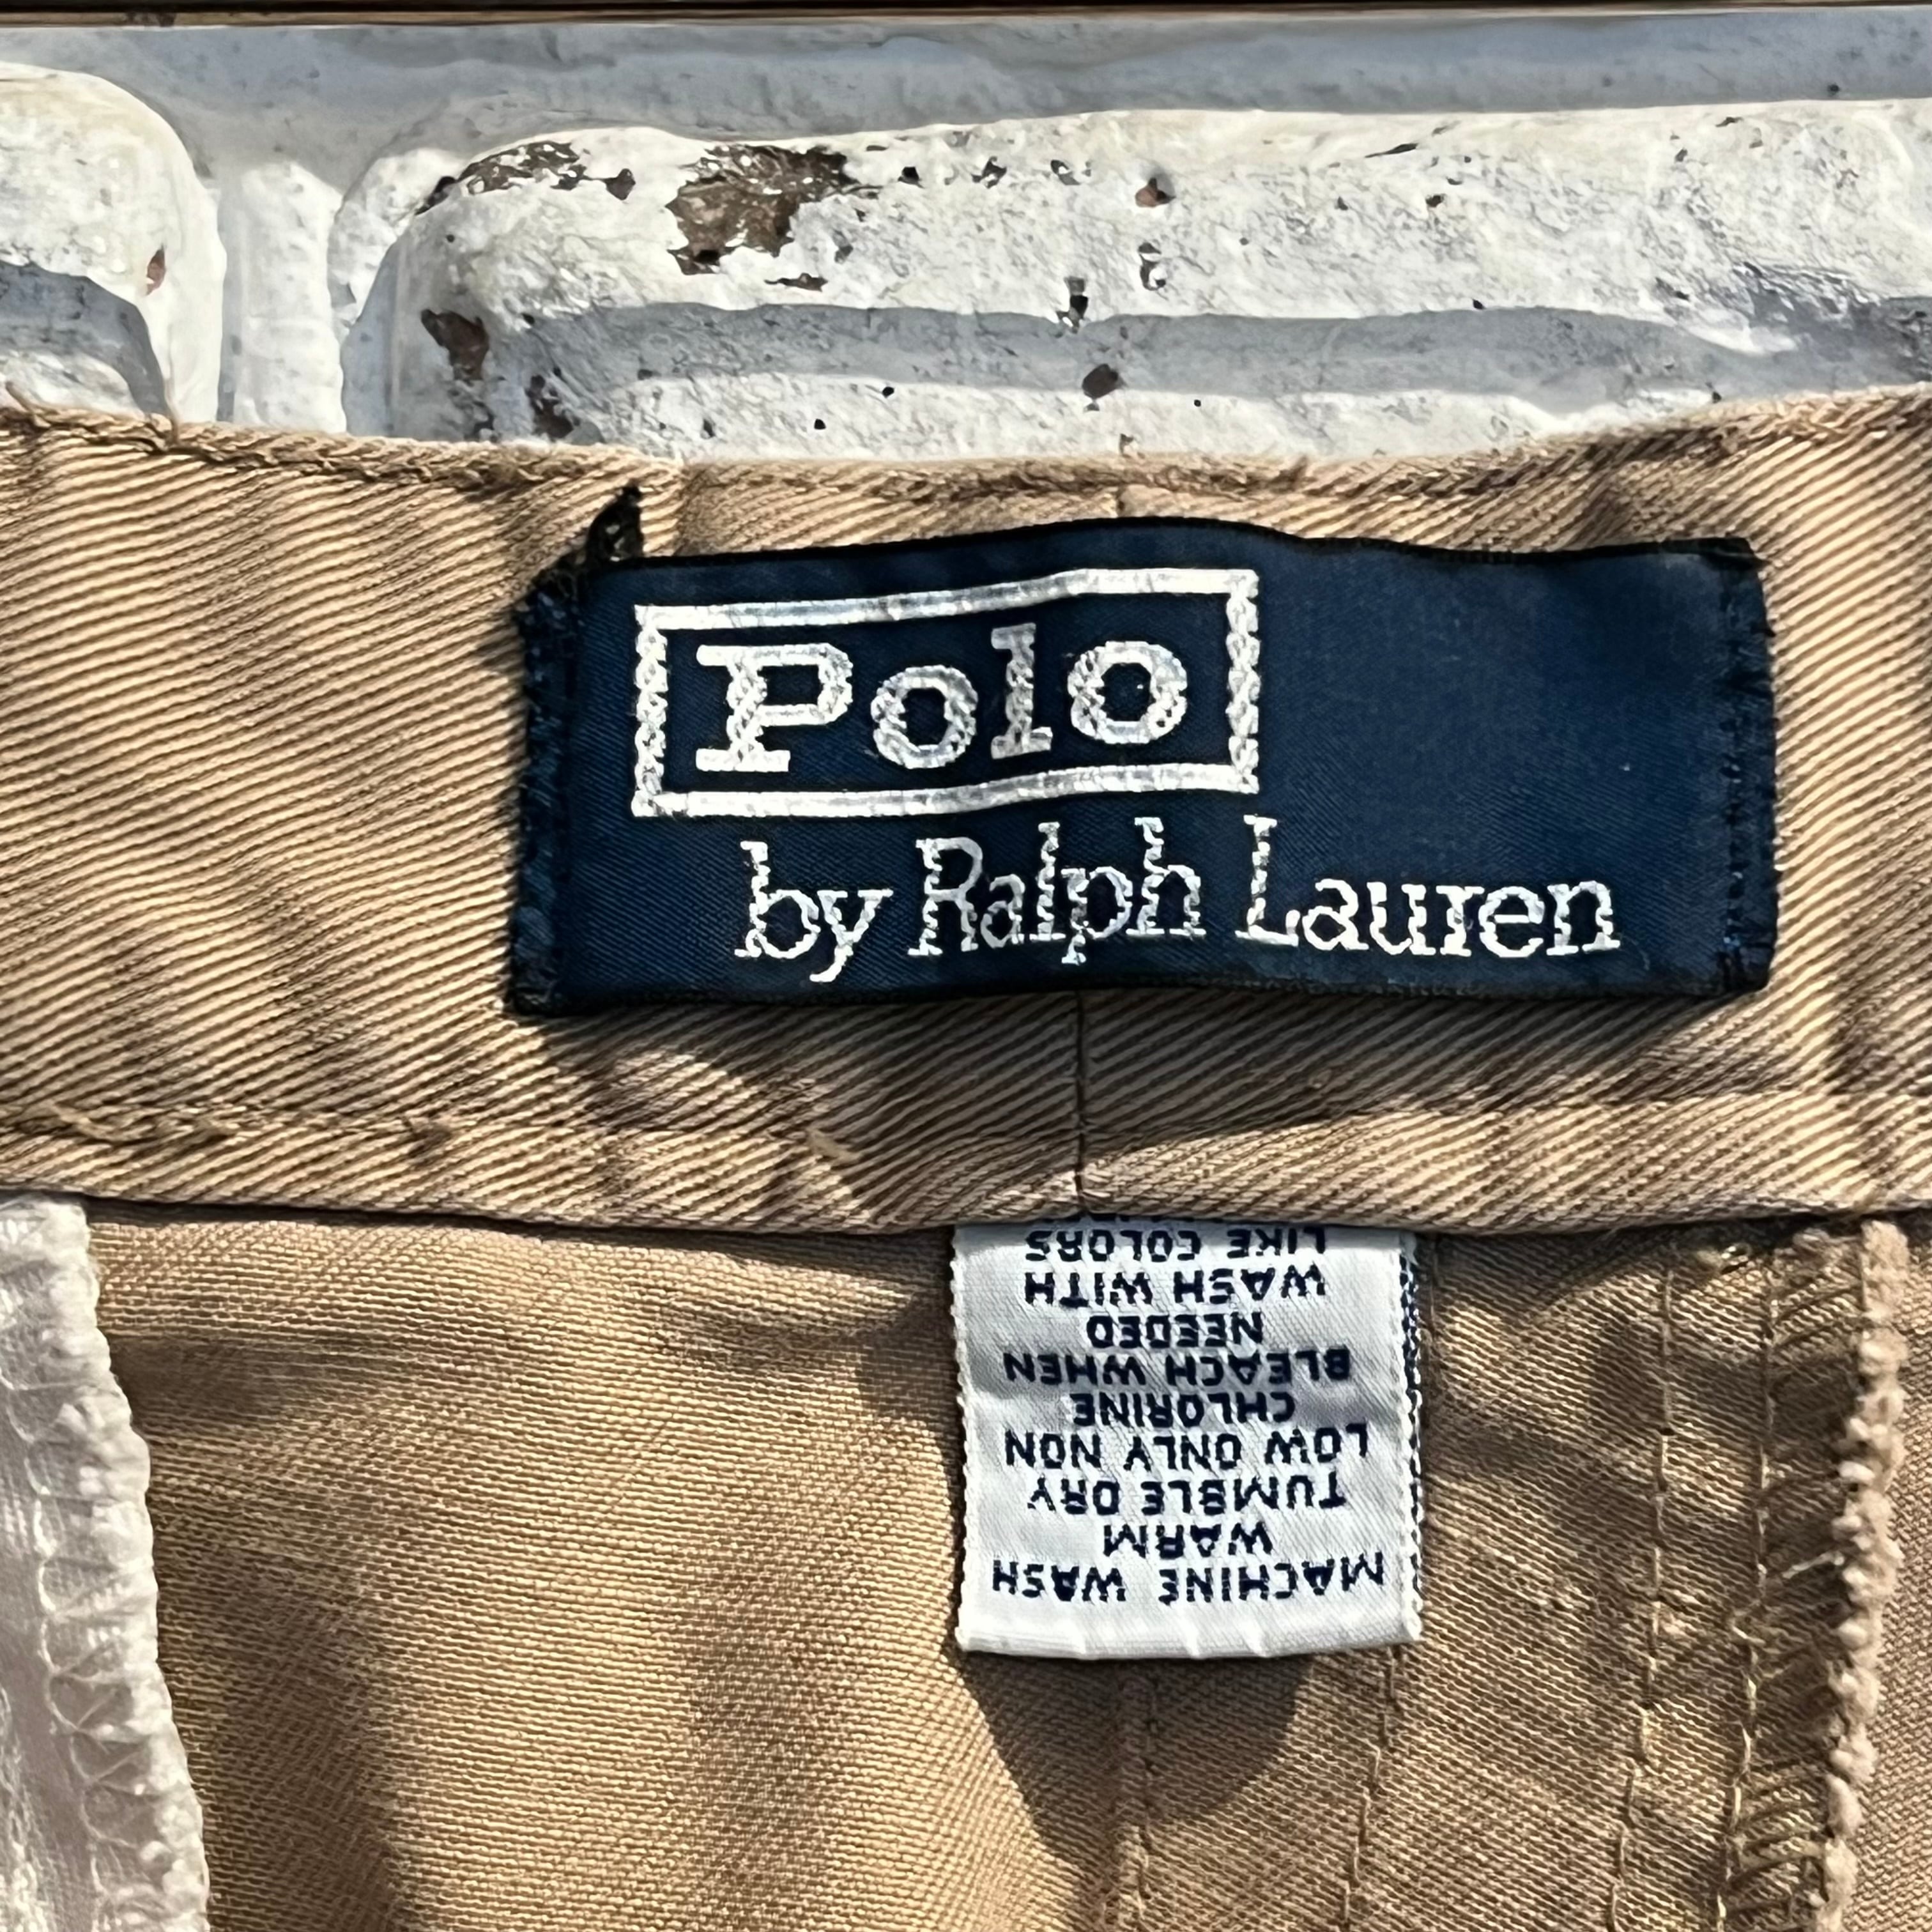 Polo
by Ralph Lauren
MACHINE WASH
WARM
TUMBLE DRY
LOW ONLY NON
CHLORINE
BLEACH WHEN
NEEDED
WASH WITH
LIKE COLORS